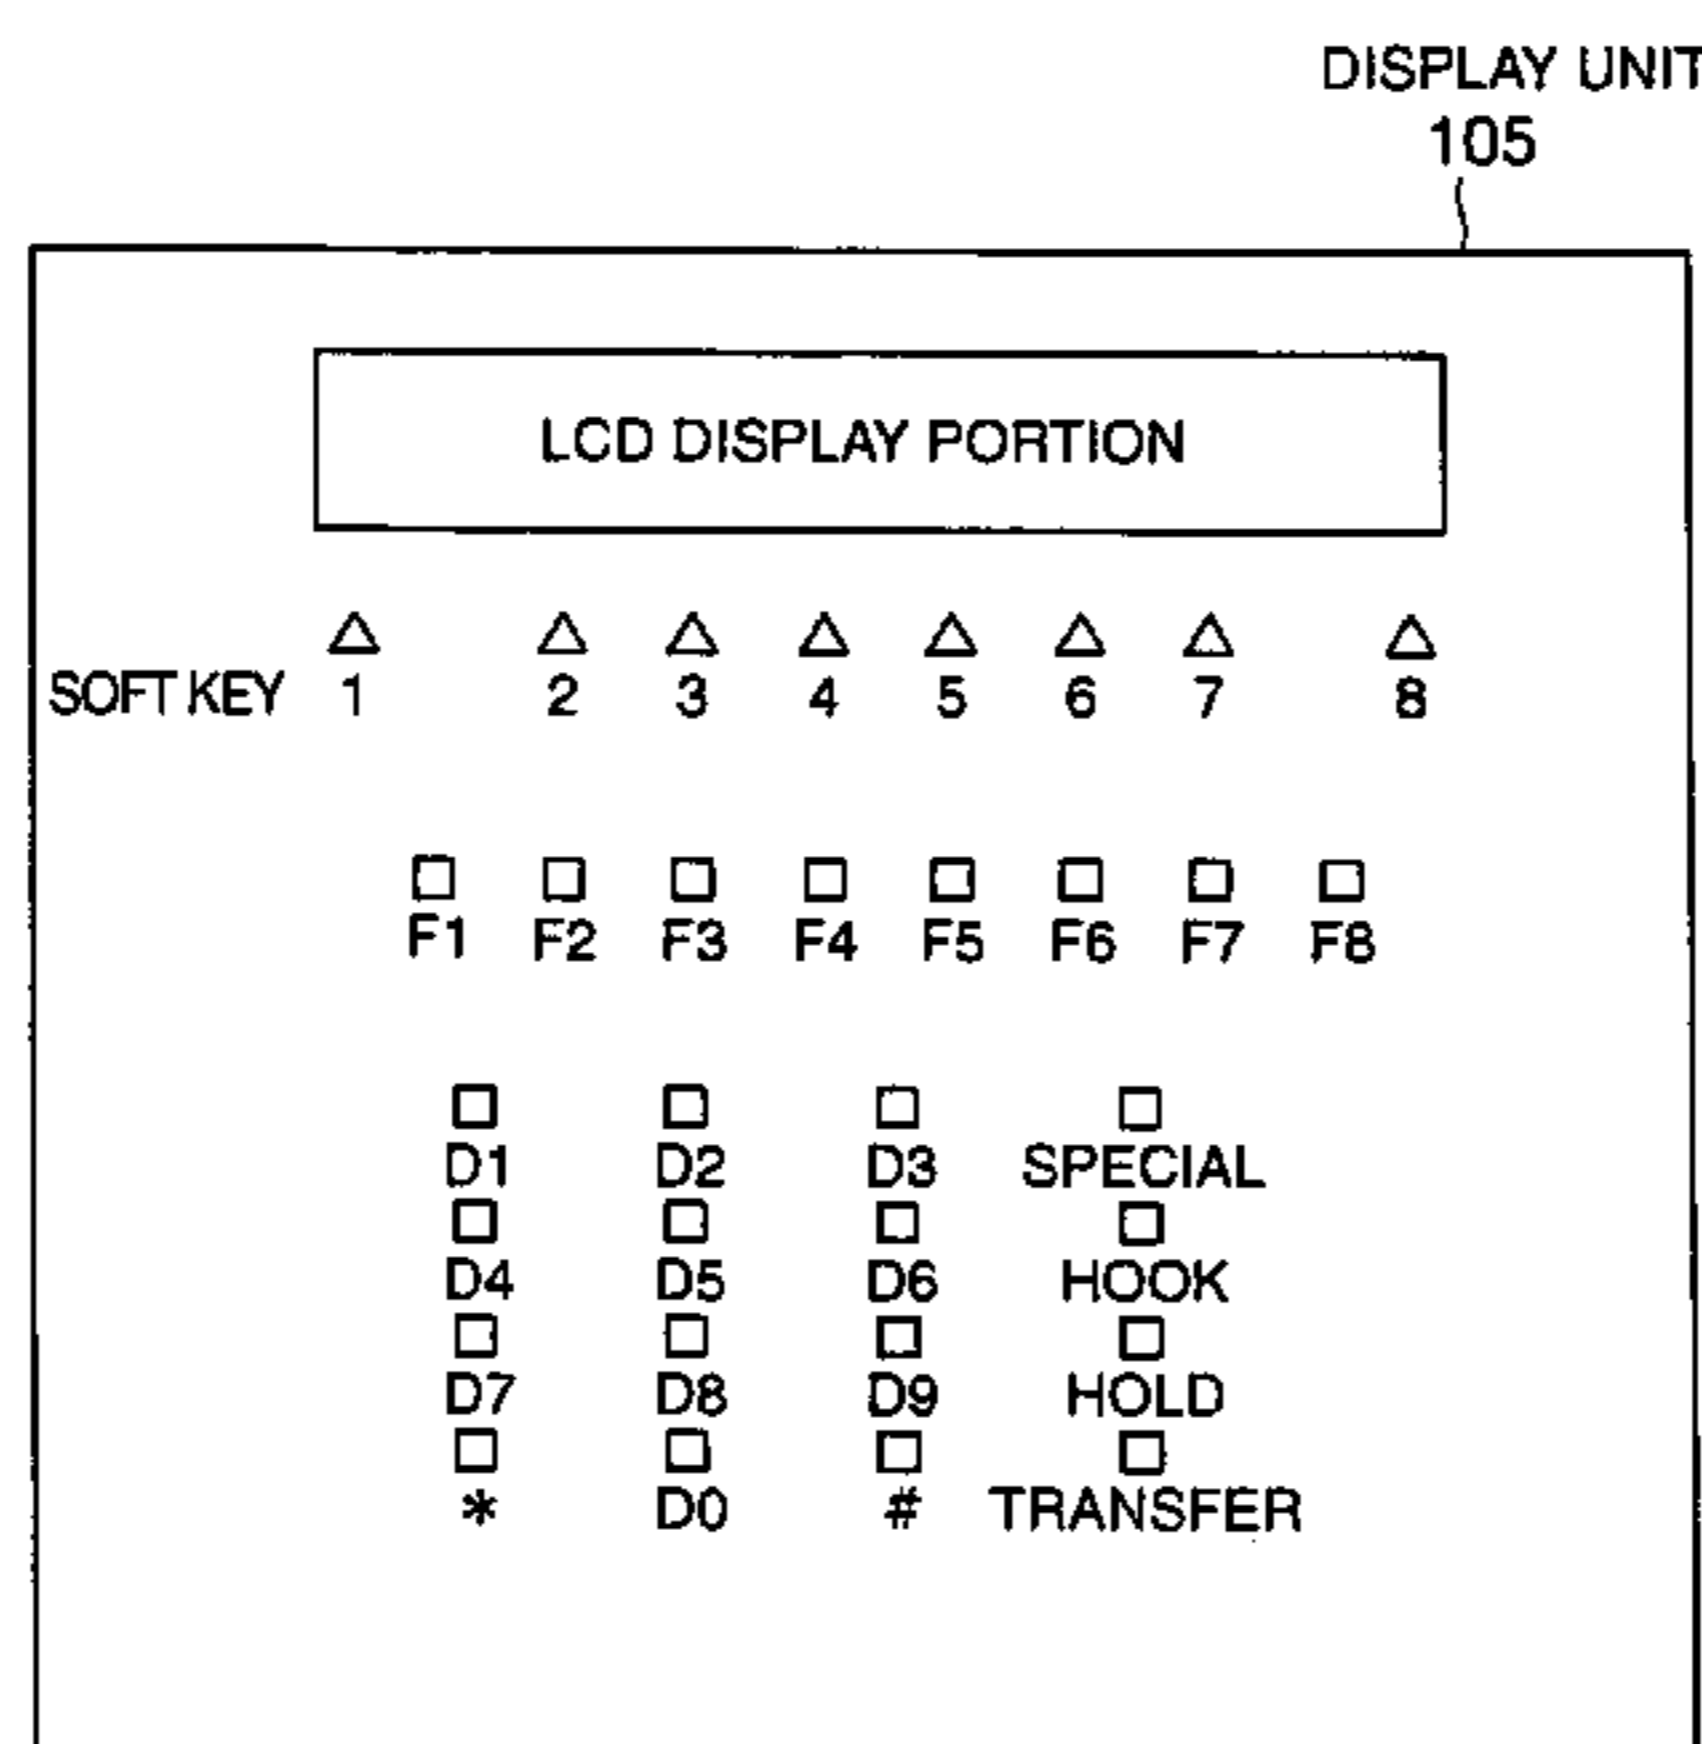 DISPLAY UNIT
105
LCD DISPLAY PORTION
SOFT KEY 1 2 3 4 5 6 7 8
F1 F2 F3 F4 F5 F6 F7 F8
D1 D2 D3 SPECIAL
D4 D5 D6 HOOK
D7 D8 D9 HOLD
* D0 # TRANSFER